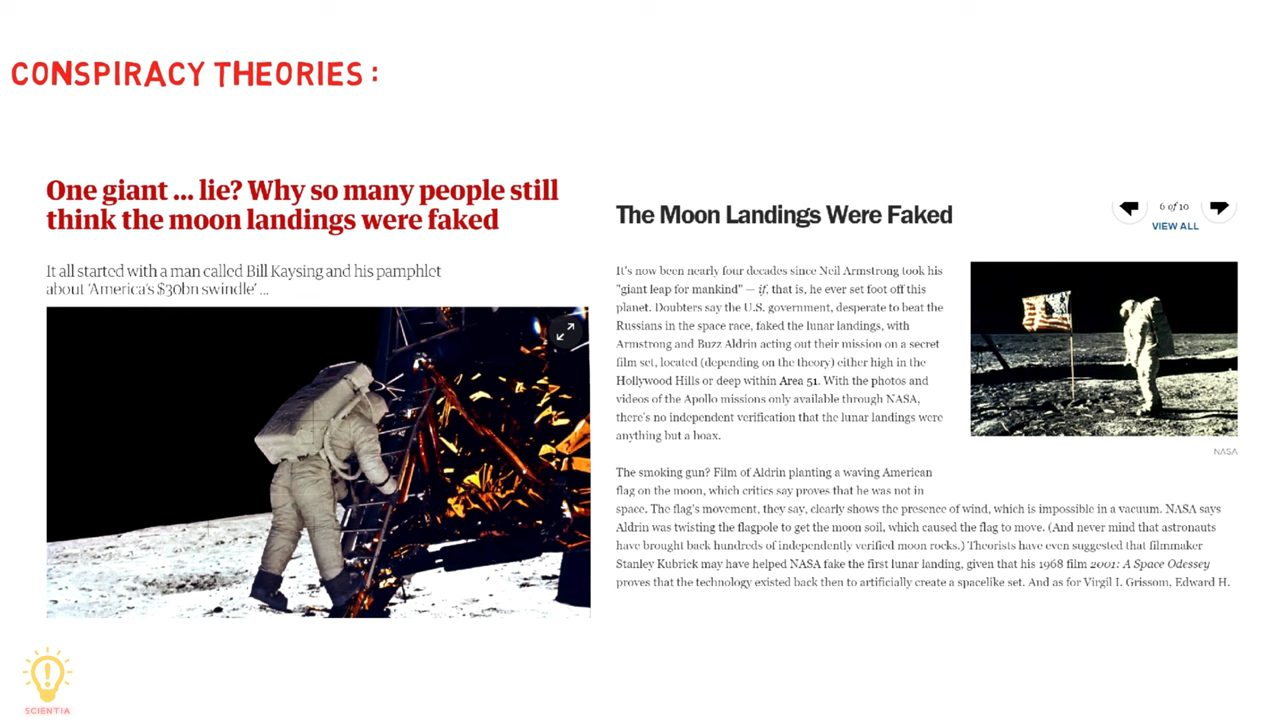 CONSPIRACY THEORIES :
One giant ... lie? Why so many people still
think the moon landings were faked
It all started with a man called Bill Kaysing and his pamphlet
about ‘America’s $30bn swindle’ ...
The Moon Landings Were Faked
6 of 10
VIEW ALL
It's now been nearly four decades since Neil Armstrong took his
"giant leap for mankind" — if, that is, he ever set foot off this
planet. Doubters say the U.S. government, desperate to beat the
Russians in the space race, faked the lunar landings, with
Armstrong and Buzz Aldrin acting out their mission on a secret
film set, located (depending on the theory) either high in the
Hollywood Hills or deep within Area 51. With the photos and
videos of the Apollo missions only available through NASA,
there's no independent verification that the lunar landings were
anything but a hoax.
NASA
The smoking gun? Film of Aldrin planting a waving American
flag on the moon, which critics say proves that he was not in
space. The flag's movement, they say, clearly shows the presence of wind, which is impossible in a vacuum. NASA says
Aldrin was twisting the flagpole to get the moon soil, which caused the flag to move. (And never mind that astronauts
have brought back hundreds of independently verified moon rocks.) Theorists have even suggested that filmmaker
Stanley Kubrick may have helped NASA fake the first lunar landing, given that his 1968 film 2001: A Space Odessey
proves that the technology existed back then to artificially create a spacelike set. And as for Virgil I. Grissom, Edward H.
SCIENTIA